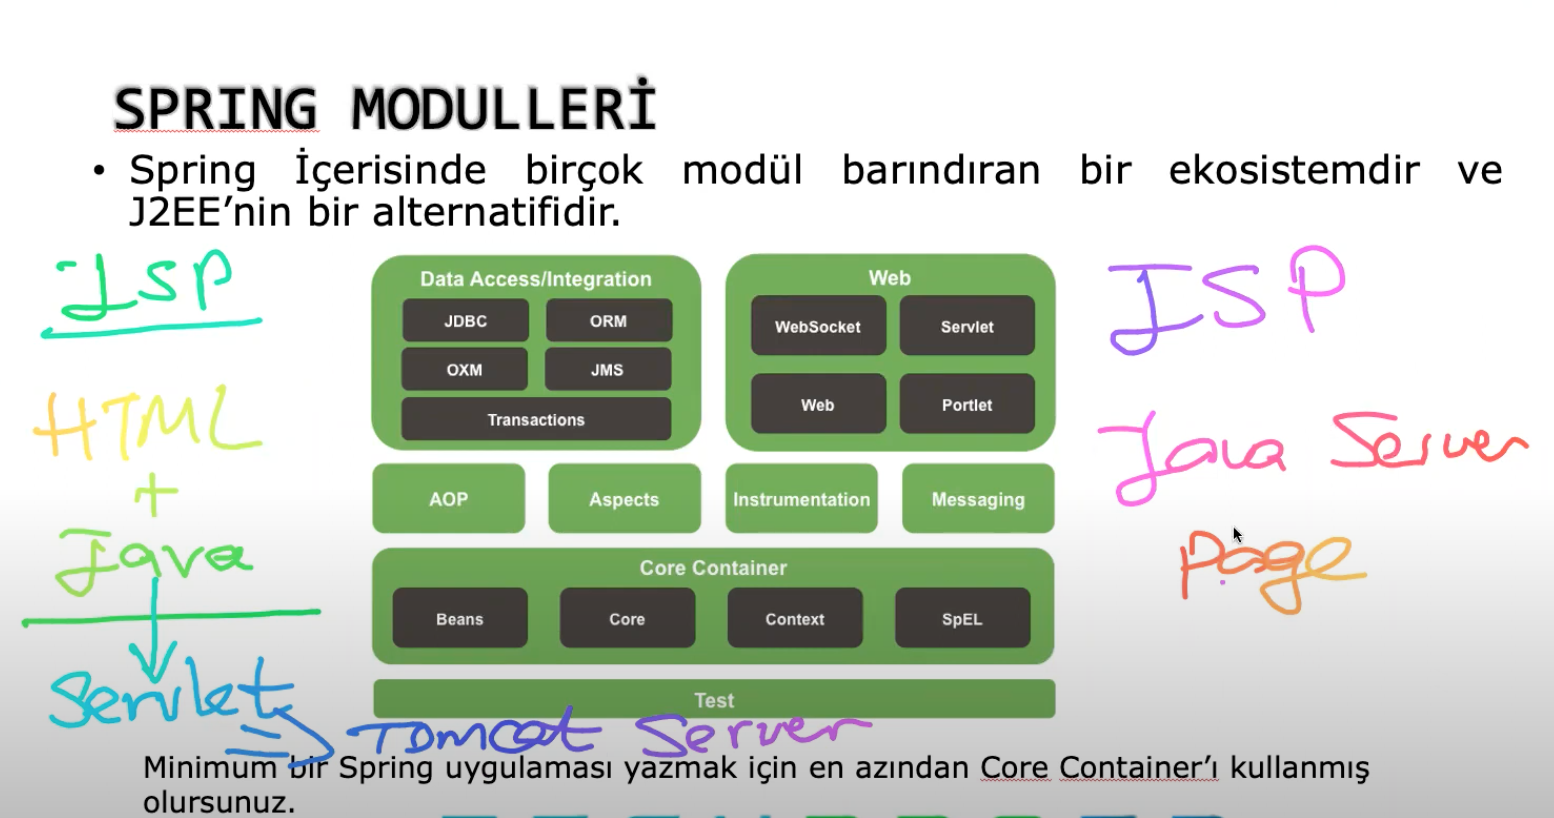 SPRING MODULLERİ
• Spring İçerisinde birçok modül barındıran bir ekosistemdir ve
J2EE’nin bir alternatifidir.
JSP
HTML
+
Java
Servlet
Tomcat Server
Data Access/Integration
JDBC ORM
OXM JMS
Transactions
Web
WebSocket Servlet
Web Portlet
AOP Aspects Instrumentation Messaging
Core Container
Beans Core Context SpEL
Test
JSP
Java Server
Page
Minimum bir Spring uygulaması yazmak için en azından Core Container’ı kullanmış
olursunuz.